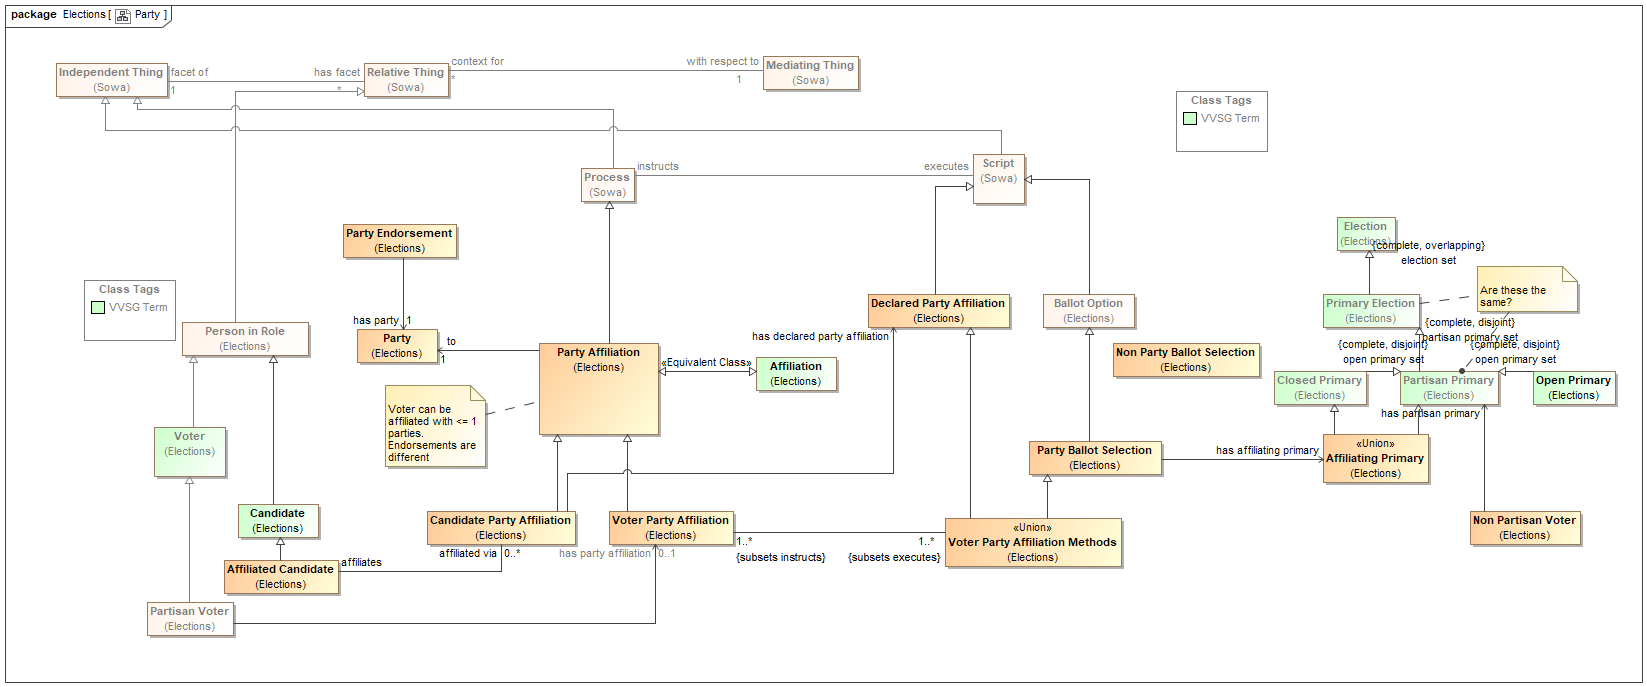 package Elections [ Party ]
Independent Thing
(Sowa)
facet of
1
has facet
*
Relative Thing
(Sowa)
context for
*
with respect to
1
Mediating Thing
(Sowa)
Class Tags
VVSG Term
Process
(Sowa)
instructs
executes
Script
(Sowa)
Party Endorsement
(Elections)
Election
(Elections)
{complete, overlapping}
election set
Class Tags
VVSG Term
Person in Role
(Elections)
has party
1
Party
(Elections)
to
1
Party Affiliation
(Elections)
«Equivalent Class»
Affiliation
(Elections)
has declared party affiliation
Declared Party Affiliation
(Elections)
Ballot Option
(Elections)
Non Party Ballot Selection
(Elections)
Primary Election
(Elections)
Are these the
same?
{complete, disjoint}
partisan primary set
{complete, disjoint}
open primary set
{complete, disjoint}
open primary set
Closed Primary
(Elections)
Partisan Primary
(Elections)
Open Primary
(Elections)
has partisan primary
Voter can be
affiliated with <= 1
parties.
Endorsements are
different
Voter
(Elections)
Party Ballot Selection
(Elections)
has affiliating primary
«Union»
Affiliating Primary
(Elections)
Candidate
(Elections)
Candidate Party Affiliation
(Elections)
Voter Party Affiliation
(Elections)
1..*
{subsets instructs}
1..*
{subsets executes}
«Union»
Voter Party Affiliation Methods
(Elections)
Non Partisan Voter
(Elections)
affiliated via
0..*
has party affiliation
0..1
Affiliated Candidate
(Elections)
affiliates
Partisan Voter
(Elections)